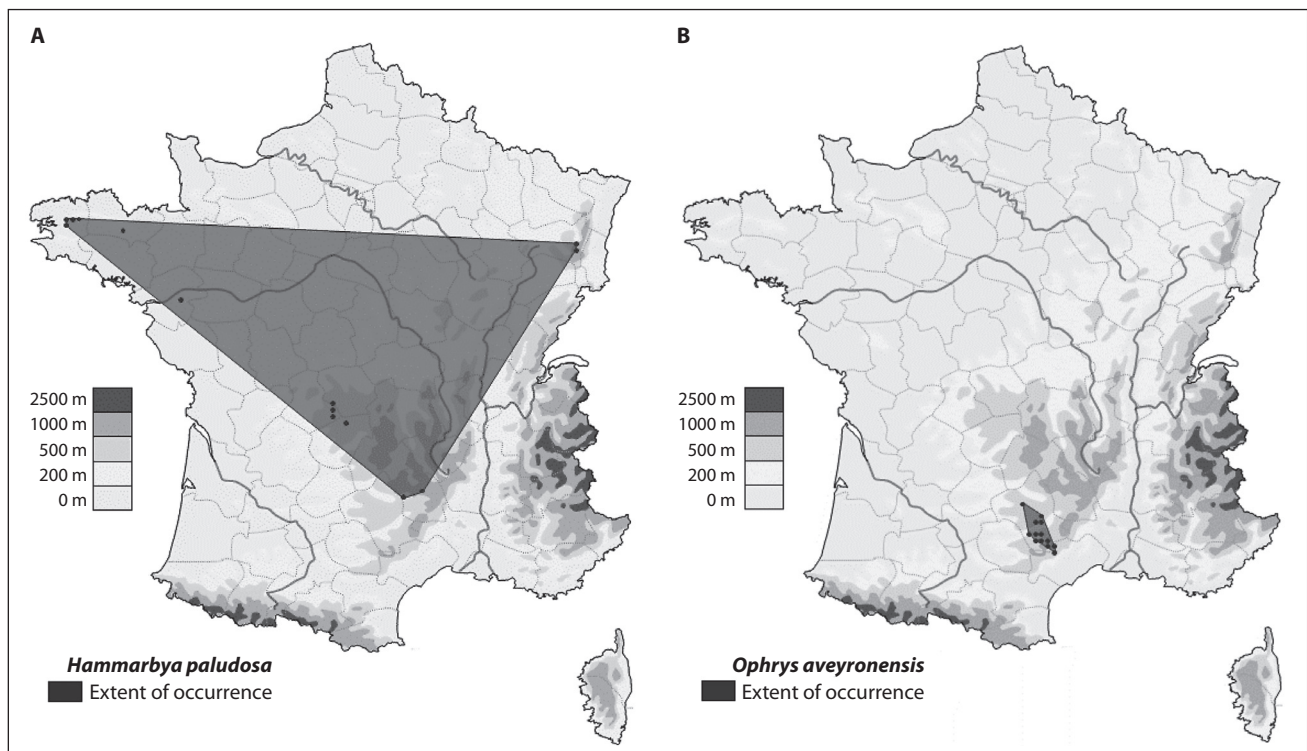 A
2500 m
1000 m
500 m
200 m
0 m
Hammarbya paludosa
Extent of occurrence
B
2500 m
1000 m
500 m
200 m
0 m
Ophrys aveyronensis
Extent of occurrence